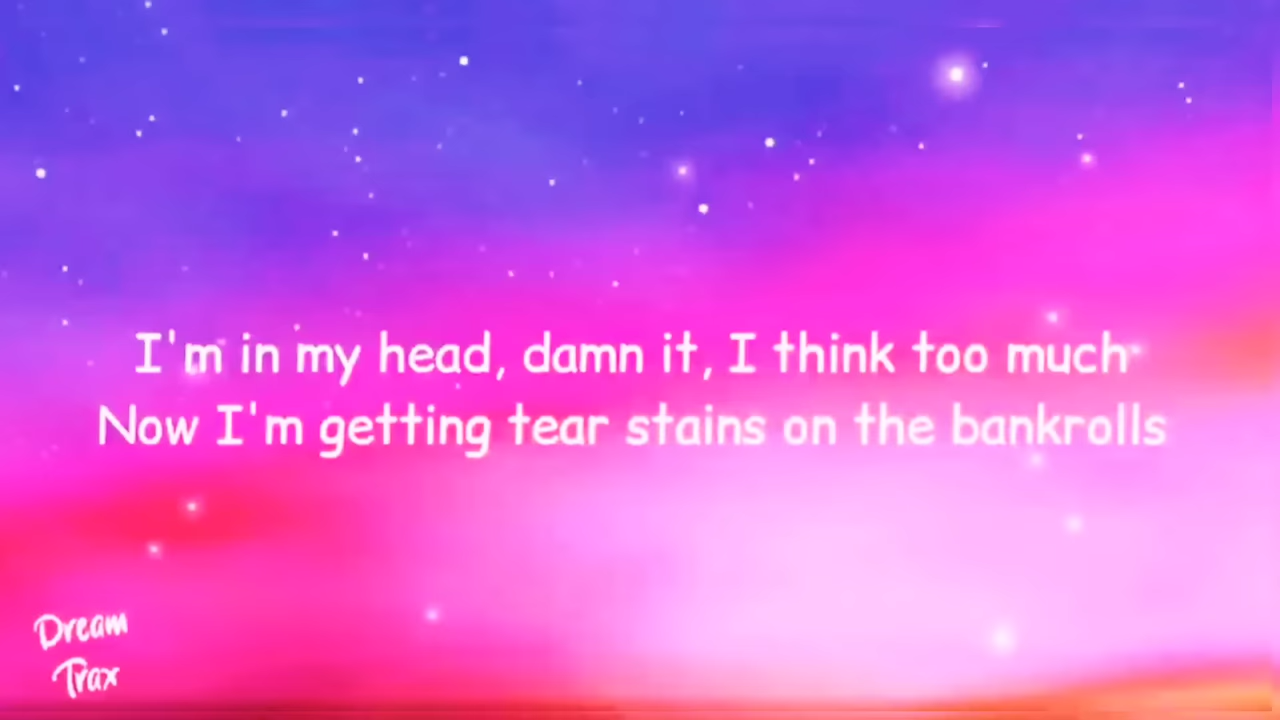 I'm in my head, damn it, I think too much
Now I'm getting tear stains on the bankrolls
Dream
Trax